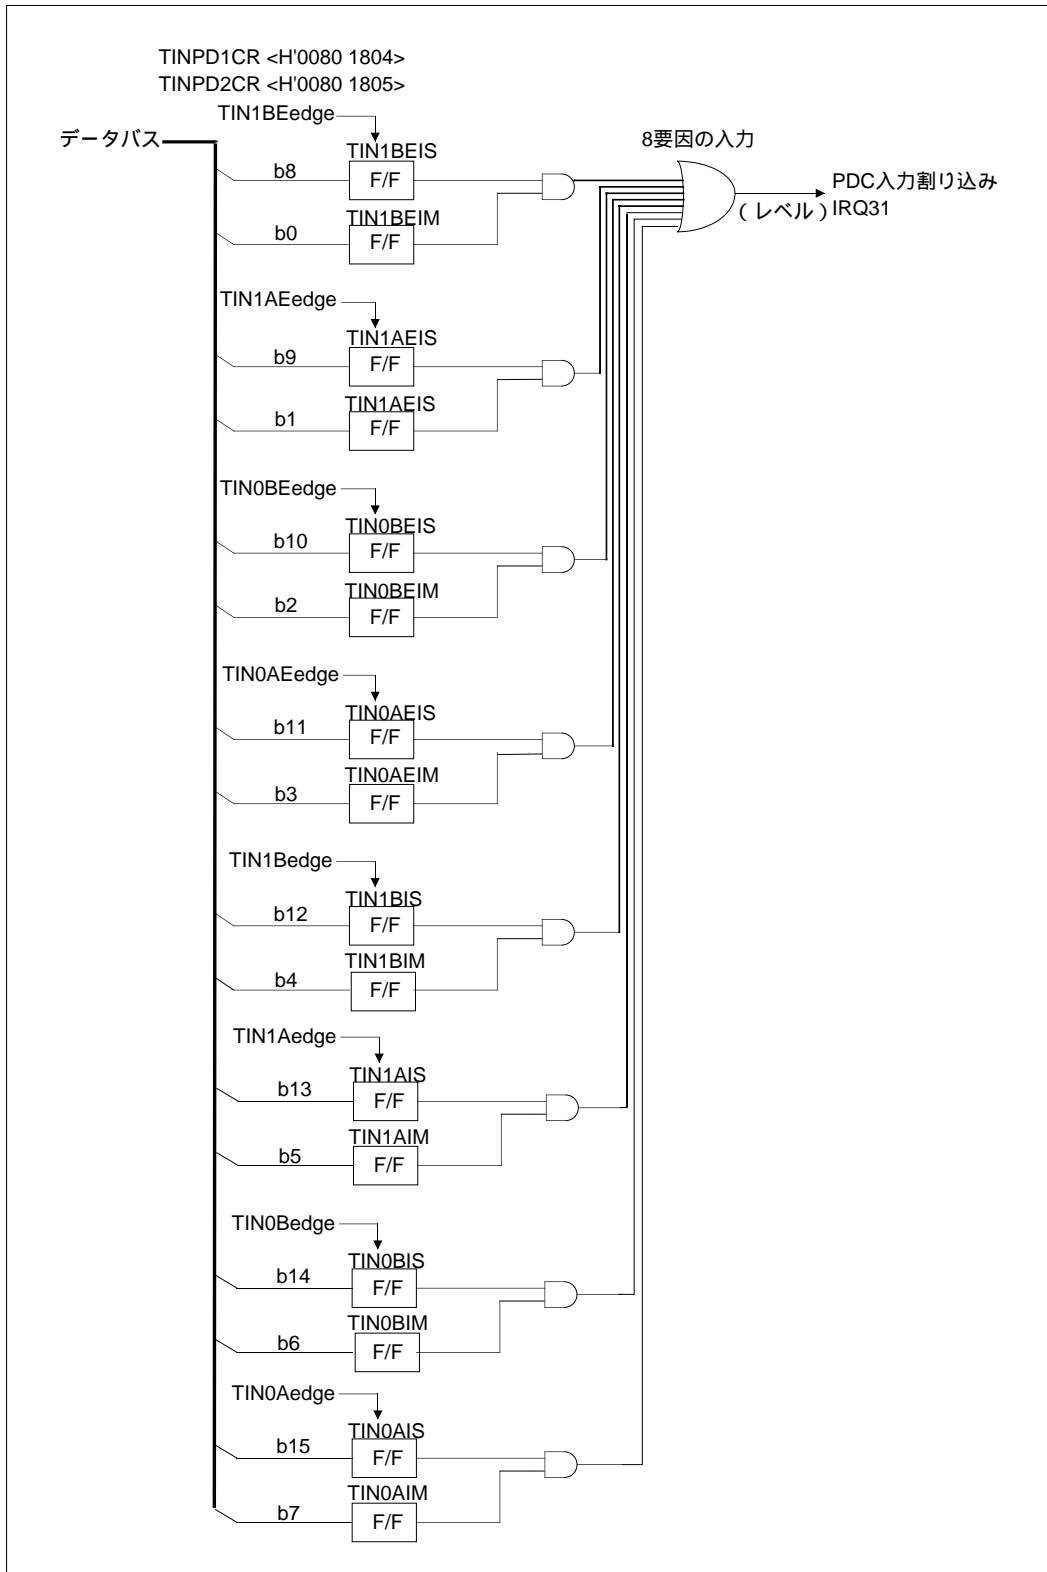 TINPD1CR <H'0080 1804>
TINPD2CR <H'0080 1805>
TIN1BEedge
データバス
TIN1BEIS
8要因の入力
b8
F/F
PDC入力割り込み
(レベル) IRQ31
TIN1BEIM
b0
F/F
TIN1AEedge
TIN1AEIS
b9
F/F
TIN1AEIS
b1
F/F
TIN0BEedge
TIN0BEIS
b10
F/F
TIN0BEIM
b2
F/F
TIN0AEedge
TIN0AEIS
b11
F/F
TIN0AEIM
b3
F/F
TIN1Bedge
TIN1BIS
b12
F/F
TIN1BIM
b4
F/F
TIN1Aedge
TIN1AIS
b13
F/F
TIN1AIM
b5
F/F
TIN0Bedge
TIN0BIS
b14
F/F
TIN0BIM
b6
F/F
TIN0Aedge
TIN0AIS
b15
F/F
TIN0AIM
b7
F/F